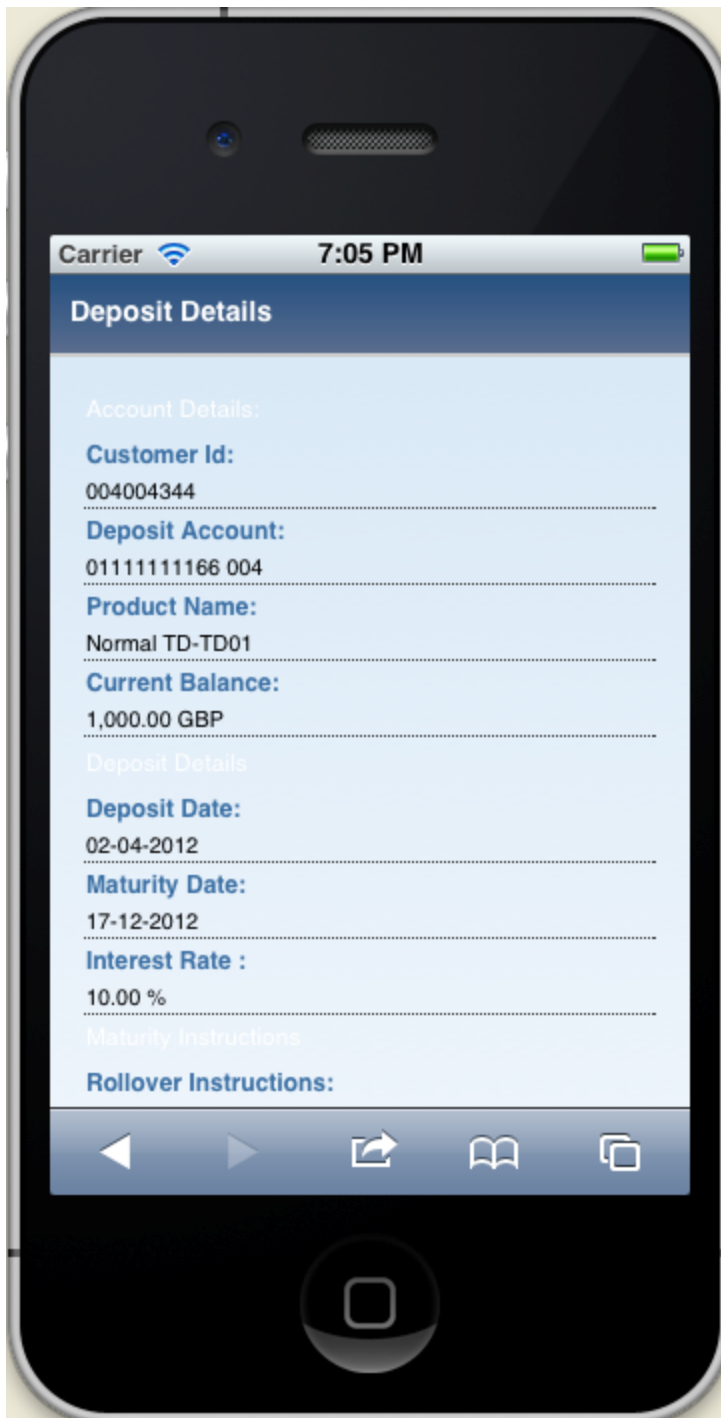 Carrier 7:05 PM
Deposit Details
Account Details:
Customer Id:
004004344
Deposit Account:
01111111166 004
Product Name:
Normal TD-TD01
Current Balance:
1,000.00 GBP
Deposit Details
Deposit Date:
02-04-2012
Maturity Date:
17-12-2012
Interest Rate :
10.00 %
Maturity Instructions
Rollover Instructions: